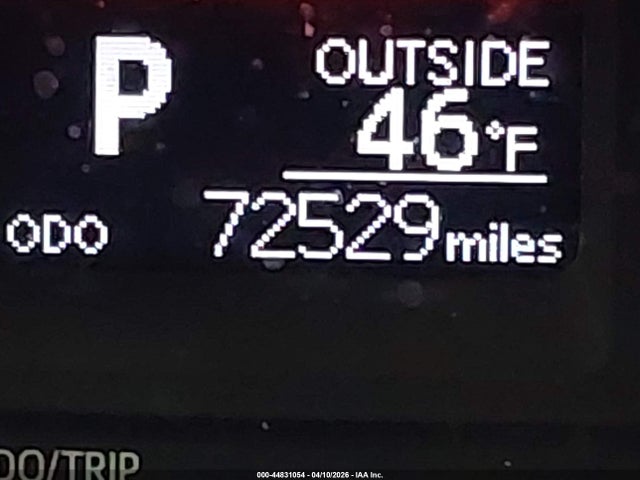 P
OUTSIDE
46°F
ODO 72529 miles
DO/TRIP
000-44831054 - 04/10/2026 - IAA Inc.